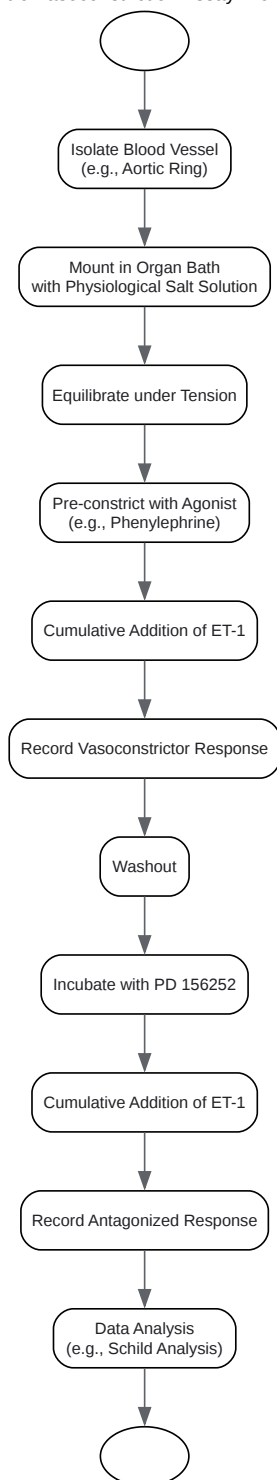 Isolate Blood Vessel
(e.g., Aortic Ring)
Mount in Organ Bath
with Physiological Salt Solution
Equilibrate under Tension
Pre-constrict with Agonist
(e.g., Phenylephrine)
Cumulative Addition of ET-1
Record Vasoconstrictor Response
Washout
Incubate with PD 156252
Cumulative Addition of ET-1
Record Antagonized Response
Data Analysis
(e.g., Schild Analysis)